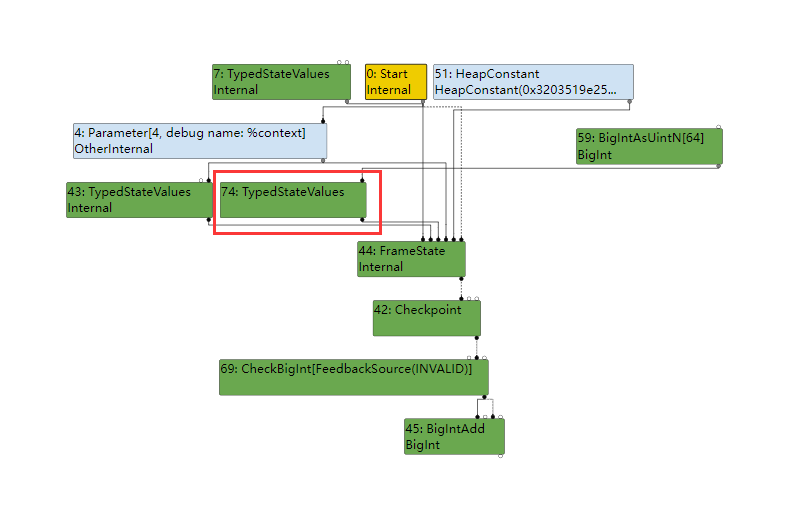 7: TypedStateValues
Internal
0: Start
Internal
51: HeapConstant
HeapConstant(0x3203519e25...
4: Parameter[4, debug name: %context]
OtherInternal
59: BigIntAsUintN[64]
BigInt
43: TypedStateValues
Internal
74: TypedStateValues
44: FrameState
Internal
42: Checkpoint
69: CheckBigInt[FeedbackSource(INVALID)]
45: BigIntAdd
BigInt